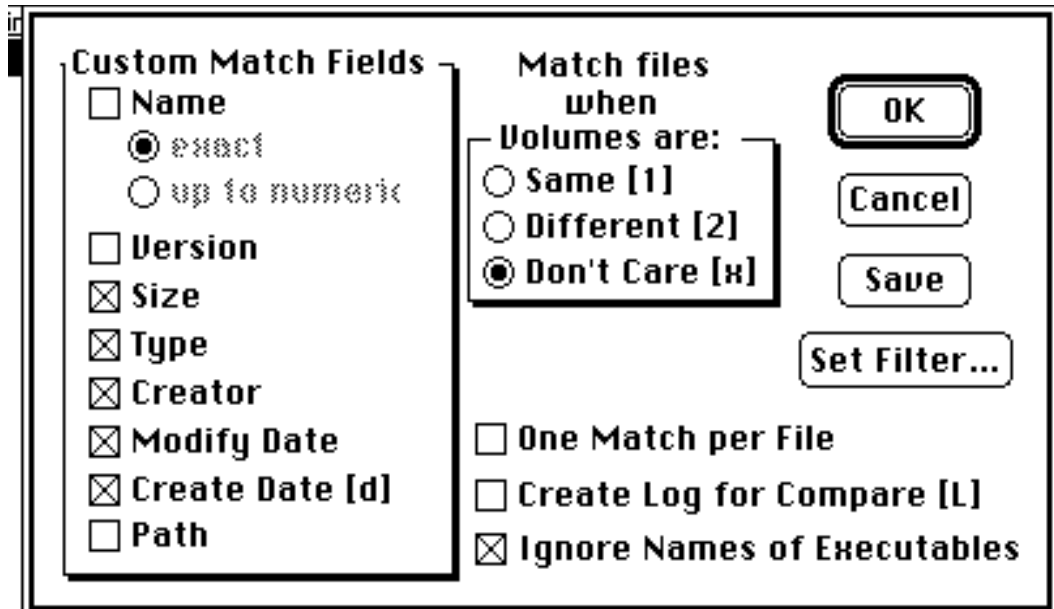 ir
Custom Match Fields
Name
exact
up to numeric
Version
Size
Type
Creator
Modify Date
Create Date [d]
Path
Match files
when
Volumes are:
Same [1]
Different [2]
Don't Care [x]
OK
Cancel
Save
Set Filter...
One Match per File
Create Log for Compare [L]
Ignore Names of Executables